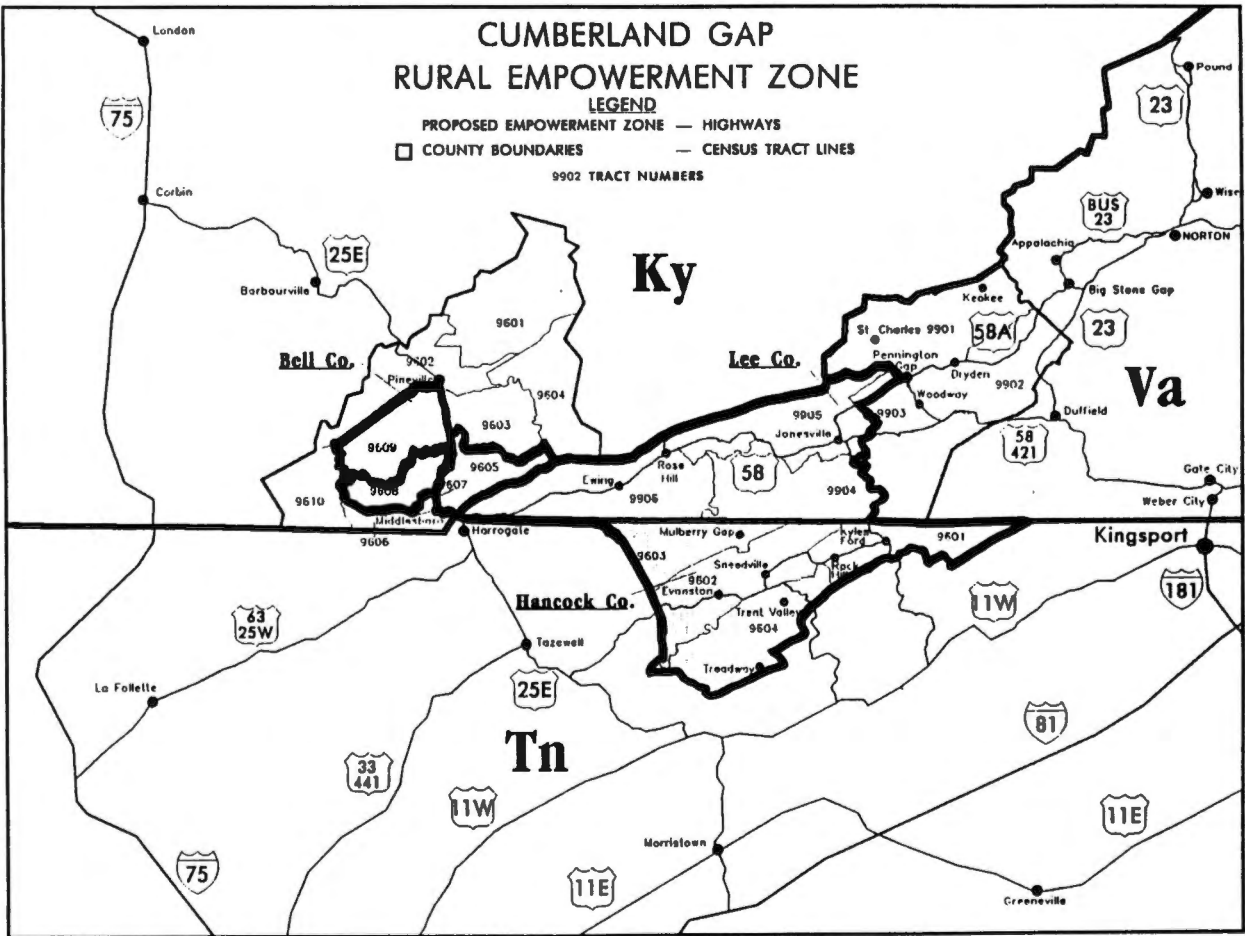 CUMBERLAND GAP
RURAL EMPOWERMENT ZONE
LEGEND
PROPOSED EMPOWERMENT ZONE — HIGHWAYS
COUNTY BOUNDARIES — CENSUS TRACT LINES
9902 TRACT NUMBERS
London
75
Corbin
25E
Barbourville
Ky
Pound
23
Wise
BUS
23
Appalachia
NORTON
Keokee
Big Stone Gap
23
St Charles 9901
58A
9601
Bell Co.
9602
Pineville
9604
9603
Lee Co.
Pennington
Gap
Dryden
9902
Woodway
Va
9905
9903
Duffield
Jonesville
58
421
9609
9605
Rose
Hill
58
Gate City
9610
9608
9607
Ewing
9906
9904
Weber City
Middlesboro
9606
Harrogate
Mulberry Gap
Kyles
Ford
9601
Kingsport
9603
Sneedville
Rock
Hill
9602
Evanston
181
Hancock Co.
Trent Valley
11W
63
25W
9604
Tazewell
Treadway
La Follette
25E
81
Tn
33
441
11W
11E
Morristown
75
11E
Greeneville